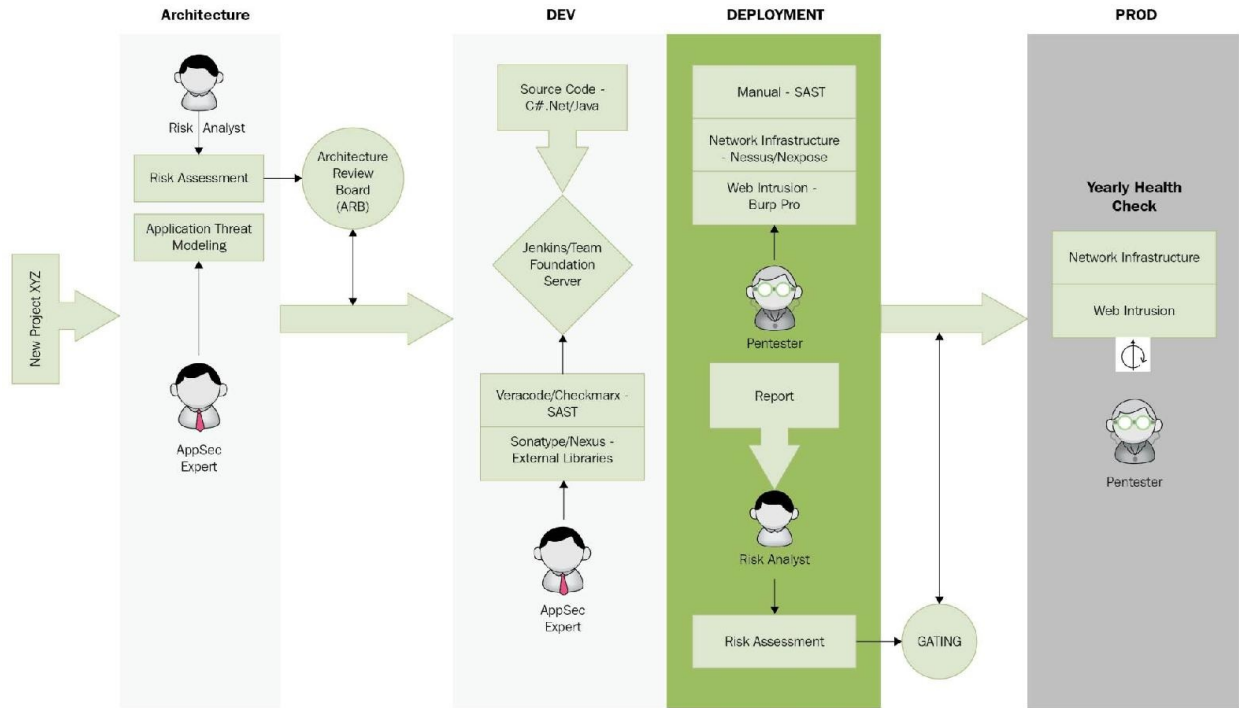 Architecture
DEV
DEPLOYMENT
PROD
New Project XYZ
Risk Analyst
Risk Assessment
Architecture
Review
Board
(ARB)
Application Threat
Modeling
AppSec
Expert
Source Code -
C#.Net/Java
Jenkins/Team
Foundation
Server
Veracode/Checkmarx -
SAST
Sonatype/Nexus -
External Libraries
AppSec
Expert
Manual - SAST
Network Infrastructure
- Nessus/Nexpose
Web Intrusion -
Burp Pro
Pentester
Report
Risk Analyst
Risk Assessment
GATING
Yearly Health
Check
Network Infrastructure
Web Intrusion
Pentester